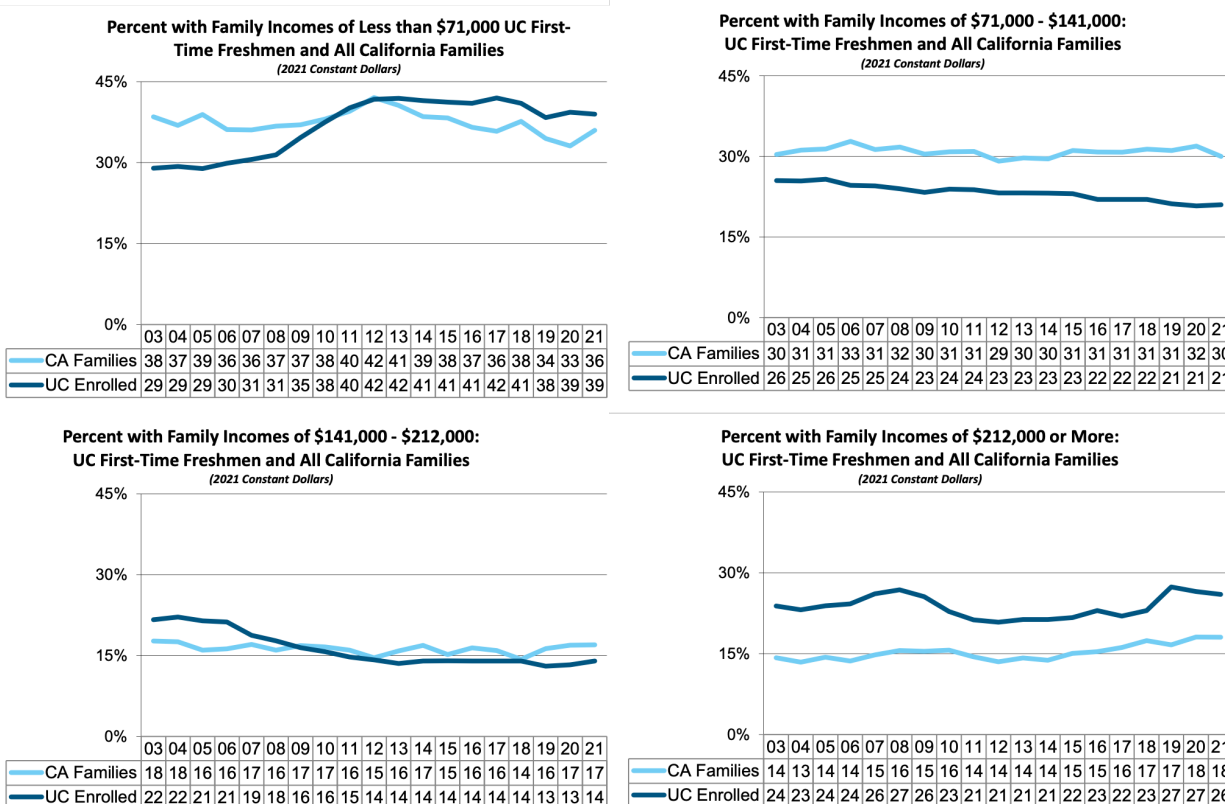 Percent with Family Incomes of Less than $71,000 UC First-
Time Freshmen and All California Families
(2021 Constant Dollars)
45%
30%
15%
0%
03 04 05 06 07 08 09 10 11 12 13 14 15 16 17 18 19 20 21
CA Families 38 37 39 36 36 37 37 38 40 42 41 39 38 37 36 38 34 33 36
UC Enrolled 29 29 29 30 31 31 35 38 40 42 42 41 41 41 42 41 38 39 39
Percent with Family Incomes of $71,000 - $141,000:
UC First-Time Freshmen and All California Families
(2021 Constant Dollars)
45%
30%
15%
0%
03 04 05 06 07 08 09 10 11 12 13 14 15 16 17 18 19 20 21
CA Families 30 31 31 33 31 32 30 31 31 29 30 30 31 31 31 31 31 32 30
UC Enrolled 26 25 26 25 25 24 23 24 24 23 23 23 23 22 22 22 21 21 21
Percent with Family Incomes of $141,000 - $212,000:
UC First-Time Freshmen and All California Families
(2021 Constant Dollars)
45%
30%
15%
0%
03 04 05 06 07 08 09 10 11 12 13 14 15 16 17 18 19 20 21
CA Families 18 18 16 16 17 16 17 17 16 15 16 17 15 16 16 14 16 17 17
UC Enrolled 22 22 21 21 19 18 16 16 15 14 14 14 14 14 14 14 13 13 14
Percent with Family Incomes of $212,000 or More:
UC First-Time Freshmen and All California Families
(2021 Constant Dollars)
45%
30%
15%
0%
03 04 05 06 07 08 09 10 11 12 13 14 15 16 17 18 19 20 21
CA Families 14 13 14 14 15 16 15 16 14 14 14 14 15 15 16 17 17 18 18
UC Enrolled 24 23 24 24 26 27 26 23 21 21 21 21 22 23 22 23 27 27 26